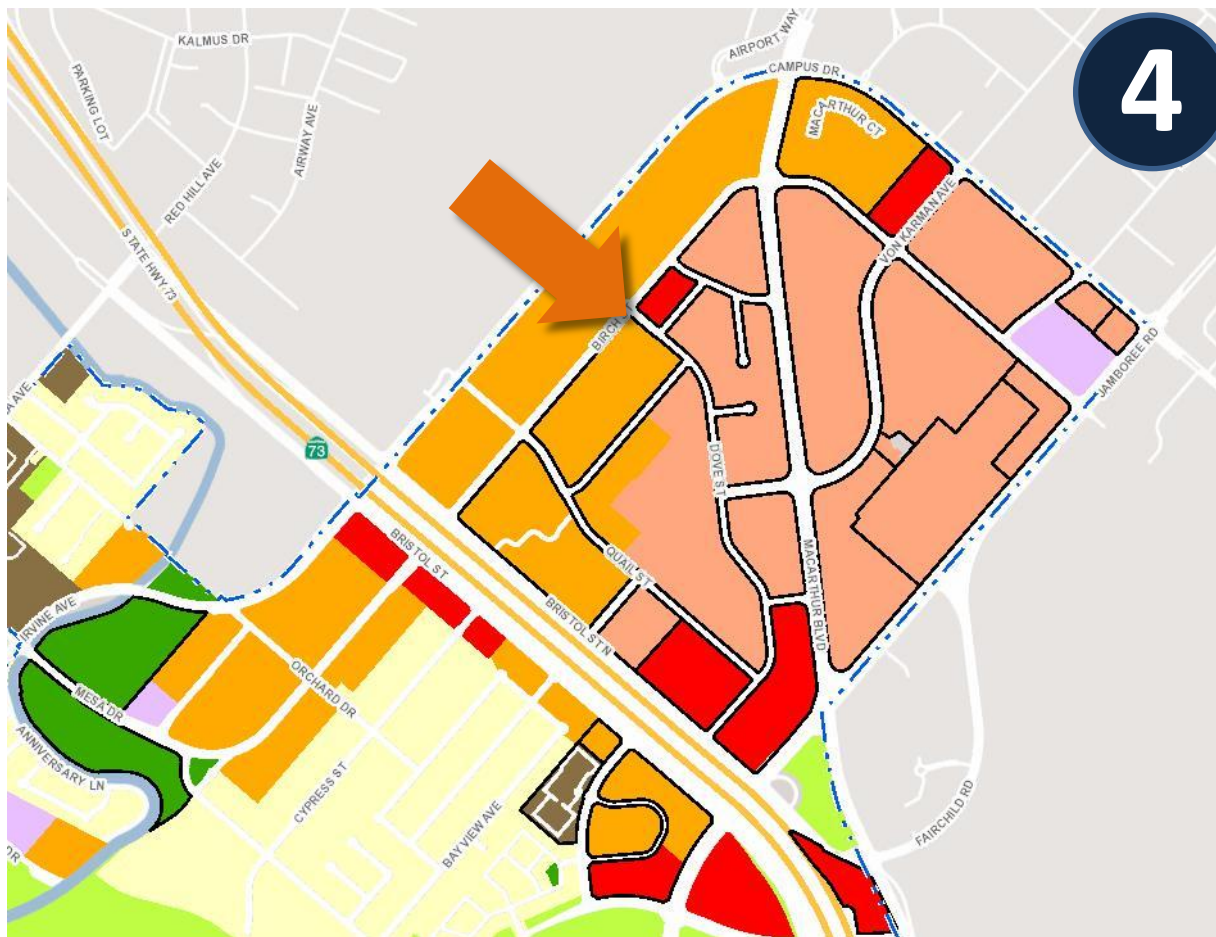 4
AIRPORT WAY
KALMUS DR
CAMPUS DR
PARKING LOT
MACARTHUR CT
AIRWAY AVE
RED HILL AVE
VON KARMAN AVE
STATE HWY 73
BIRCH
JAMBOREE RD
73
DOVE ST
BRISTOL ST
QUAIL ST
MACARTHUR BLVD
IRVINE AVE
BRISTOL ST N
ORCHARD DR
MESA DR
ANNIVERSARY LN
CYPRESS ST
BAYVIEW AVE
FAIRCHILD RD